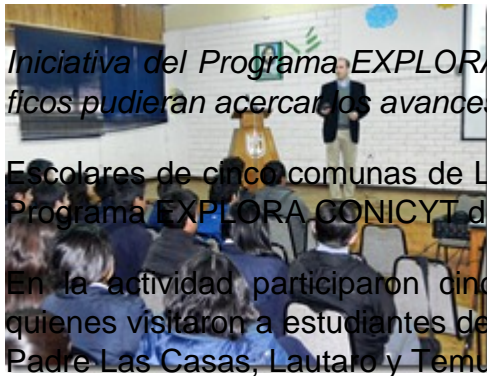 Iniciativa del Programa EXPLORA
ficos pudieran acercar los avances
Escolares de cinco comunas de L
Programa EXPLORA CONICYT d
En la actividad participaron cinc
quienes visitaron a estudiantes de
Padre Las Casas, Lautaro y Temu